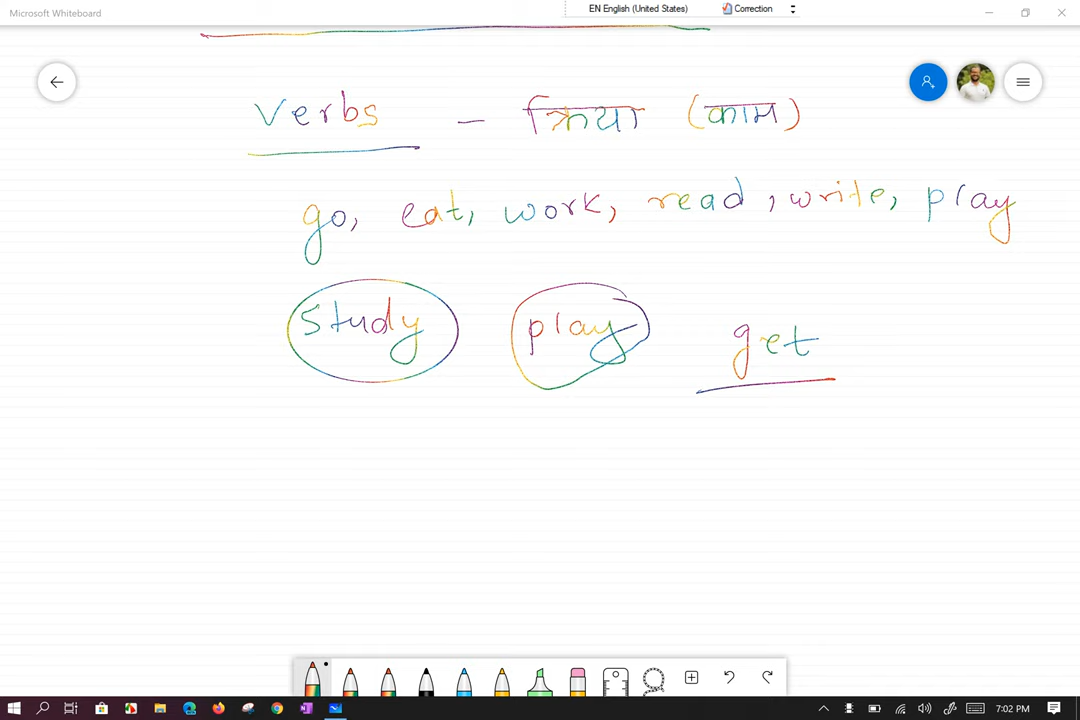 Microsoft Whiteboard
EN English (United States) Correction
verbs - क्रिया (काम)
go, eat, work, read, write, play
study play get
7:02 PM